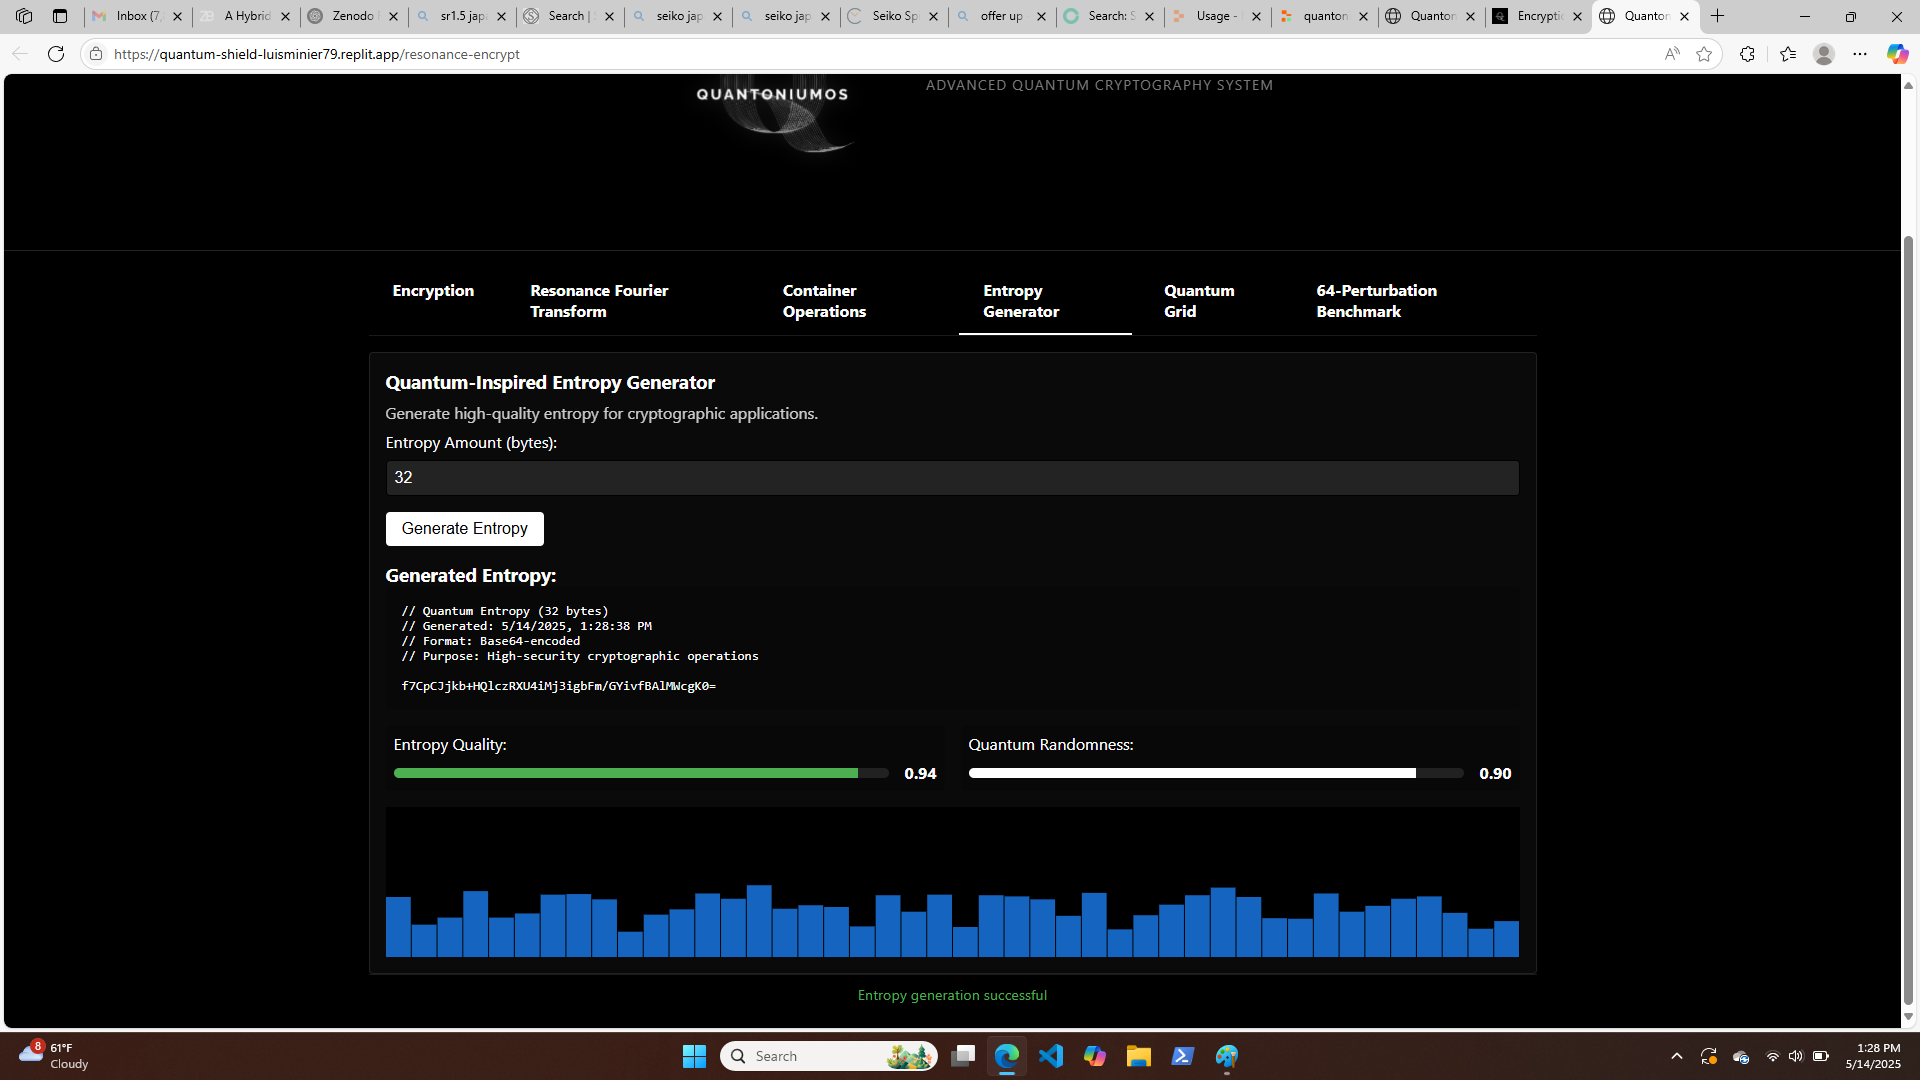 Inbox (7,
A Hybrid
Zenodo
sr1.5 japa
Search |
seiko jap
seiko jap
Seiko Sp
offer up
Search: S
Usage -
quanton
Quanton
Encryptic
Quanton
https://quantum-shield-luisminier79.replit.app/resonance-encrypt
QUANTONIUMOS
ADVANCED QUANTUM CRYPTOGRAPHY SYSTEM
Encryption
Resonance Fourier
Transform
Container
Operations
Entropy
Generator
Quantum
Grid
64-Perturbation
Benchmark
Quantum-Inspired Entropy Generator
Generate high-quality entropy for cryptographic applications.
Entropy Amount (bytes):
32
Generate Entropy
Generated Entropy:
// Quantum Entropy (32 bytes)
// Generated: 5/14/2025, 1:28:38 PM
// Format: Base64-encoded
// Purpose: High-security cryptographic operations
f7CpCJjkb+HQlczRXU4iMj3igbFm/GYivfBAlMWcgK0=
Entropy Quality:
0.94
Quantum Randomness:
0.90
Entropy generation successful
8
61°F
Cloudy
Search
1:28 PM
5/14/2025